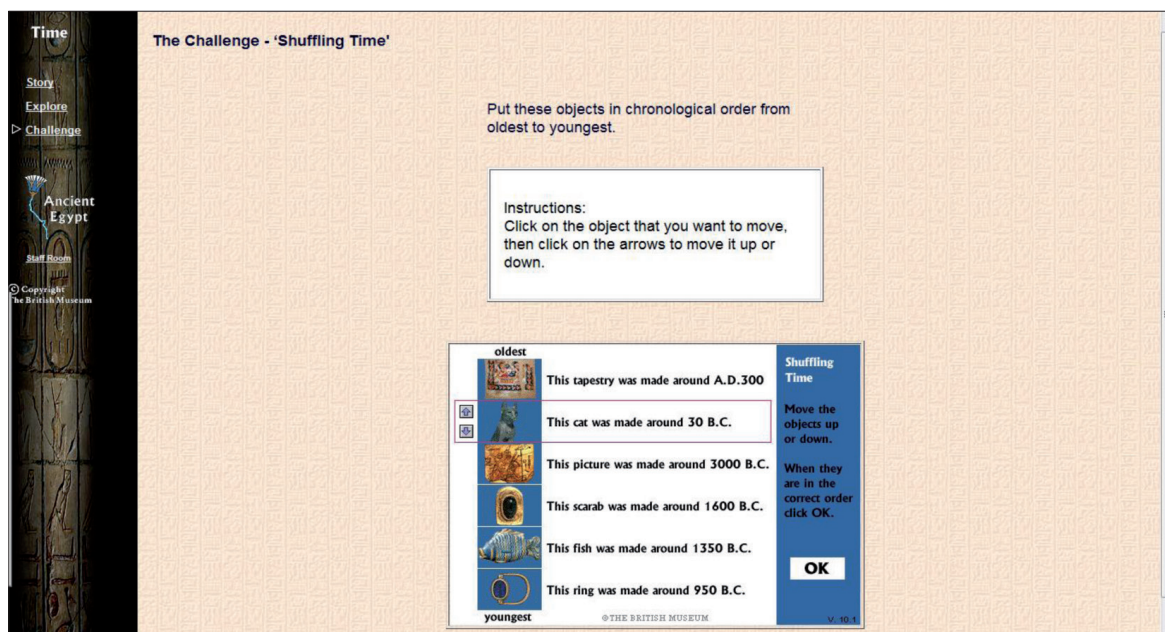 Time
Story
Explore
Challenge
Ancient
Egypt
Staff Room
© Copyright
The British Museum
The Challenge - ‘Shuffling Time'
Put these objects in chronological order from
oldest to youngest.
Instructions:
Click on the object that you want to move,
then click on the arrows to move it up or
down.
oldest
This tapestry was made around A.D.300
This cat was made around 30 B.C.
This picture was made around 3000 B.C.
This scarab was made around 1600 B.C.
This fish was made around 1350 B.C.
This ring was made around 950 B.C.
youngest
©THE BRITISH MUSEUM
Shuffling
Time
Move the
objects up
or down.
When they
are in the
correct order
click OK.
OK
V. 10.1